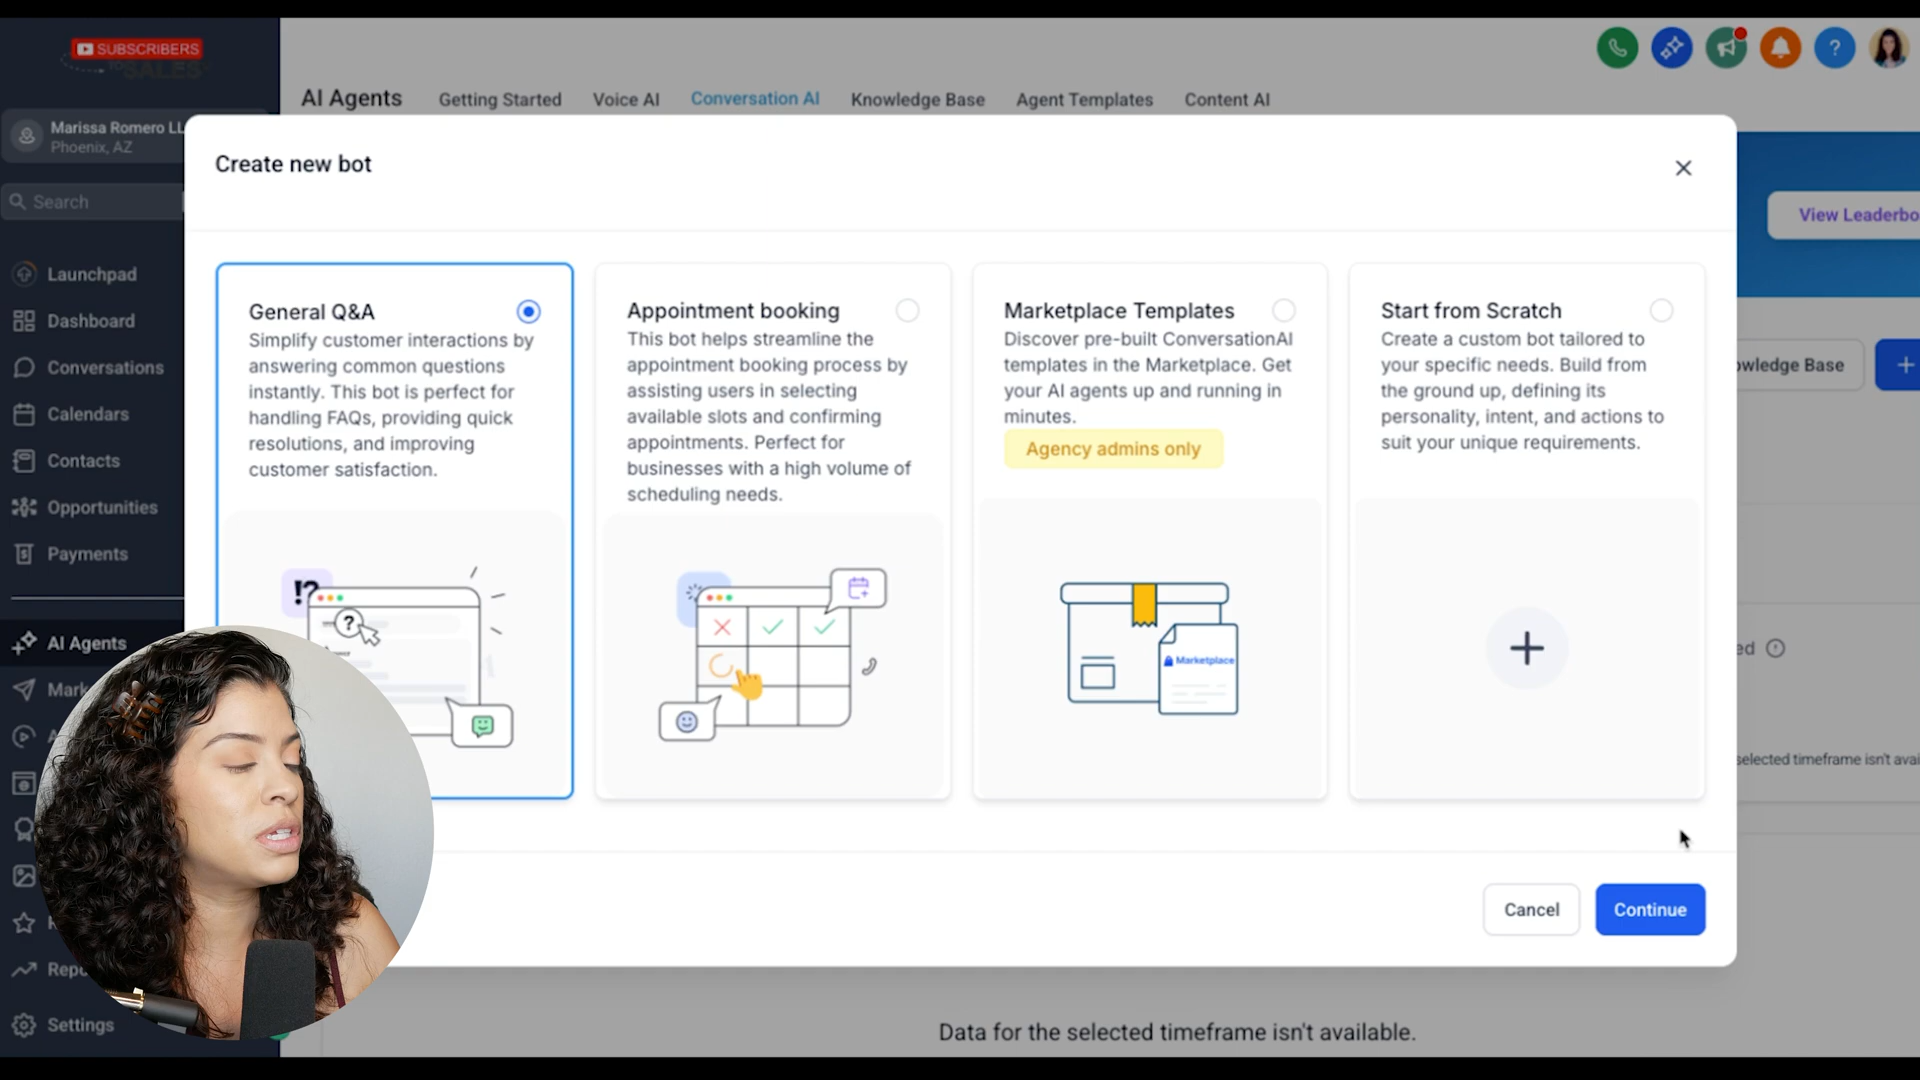 SUBSCRIBERS
TO SALES
Marissa Romero LL
Phoenix, AZ
Search
Launchpad
Dashboard
Conversations
Calendars
Contacts
Opportunities
Payments
AI Agents
Mark
Repo
Settings
AI Agents
Getting Started
Voice AI
Conversation AI
Knowledge Base
Agent Templates
Content AI
?
View Leaderbo
owledge Base
+
ed
selected timeframe isn't avai
Data for the selected timeframe isn't available.
Create new bot
General Q&A
Simplify customer interactions by
answering common questions
instantly. This bot is perfect for
handling FAQs, providing quick
resolutions, and improving
customer satisfaction.
!?
?
Appointment booking
This bot helps streamline the
appointment booking process by
assisting users in selecting
available slots and confirming
appointments. Perfect for
businesses with a high volume of
scheduling needs.
Marketplace Templates
Discover pre-built ConversationAI
templates in the Marketplace. Get
your AI agents up and running in
minutes.
Agency admins only
Marketplace
Start from Scratch
Create a custom bot tailored to
your specific needs. Build from
the ground up, defining its
personality, intent, and actions to
suit your unique requirements.
Cancel
Continue